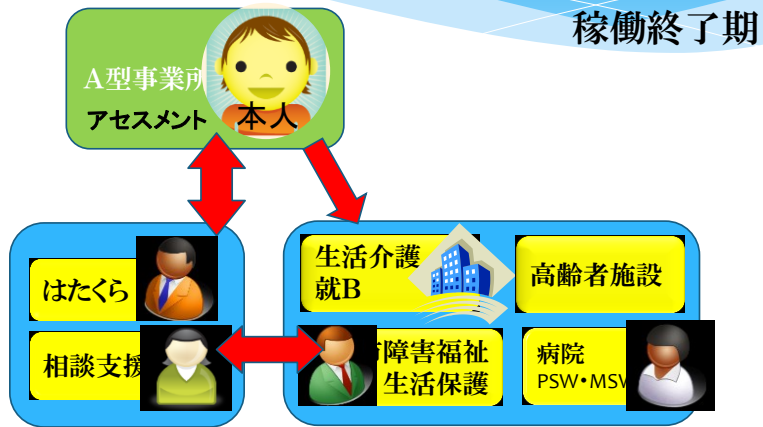 稼働終了期
A型事業所
アセスメント
本人
はたくら
相談支援
生活介護
就B
高齢者施設
障害福祉
生活保護
病院
PSW・MSW